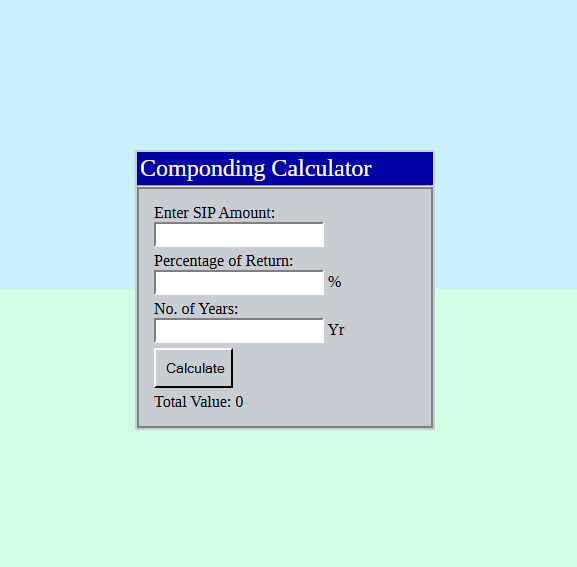 Componding Calculator
Enter SIP Amount:
Percentage of Return:
%
No. of Years:
Yr
Calculate
Total Value: 0